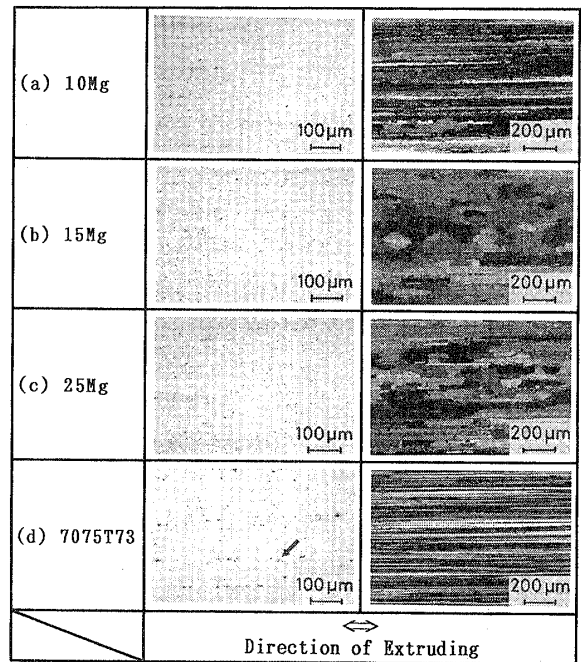 (a) 10Mg
100μm
200μm
(b) 15Mg
100μm
200μm
(c) 25Mg
100μm
200μm
(d) 7075T73
100μm
200μm
Direction of Extruding